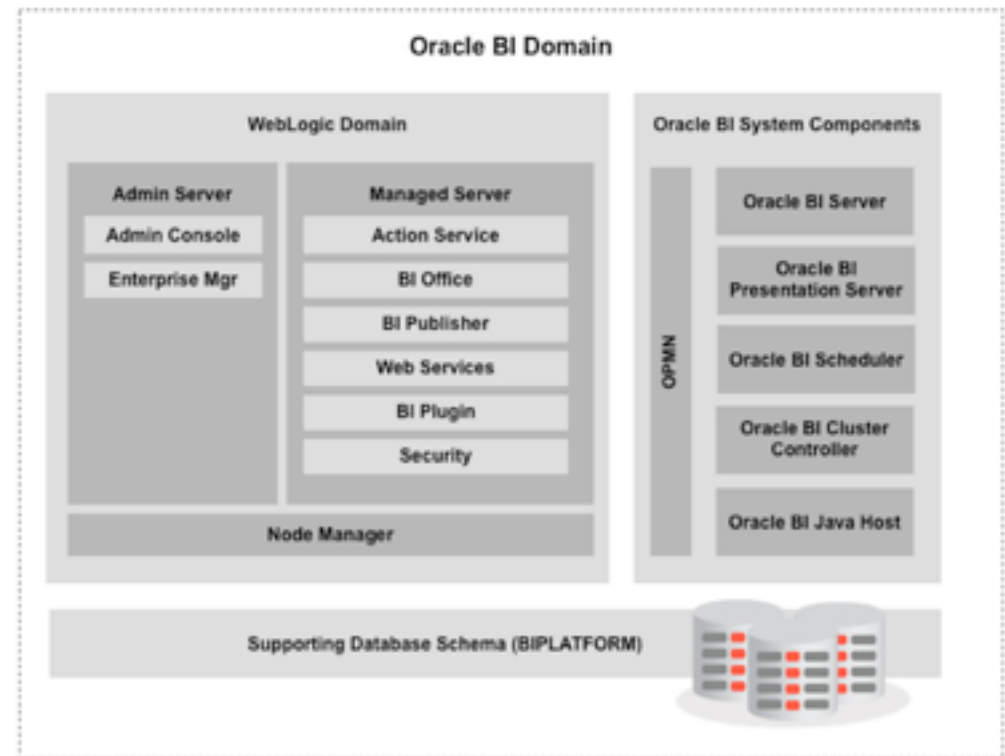 Oracle BI Domain
WebLogic Domain
Admin Server
Admin Console
Enterprise Mgr
Managed Server
Action Service
BI Office
BI Publisher
Web Services
BI Plugin
Security
Node Manager
Oracle BI System Components
OPMN
Oracle BI Server
Oracle BI
Presentation Server
Oracle BI Scheduler
Oracle BI Cluster
Controller
Oracle BI Java Host
Supporting Database Schema (BIPLATFORM)